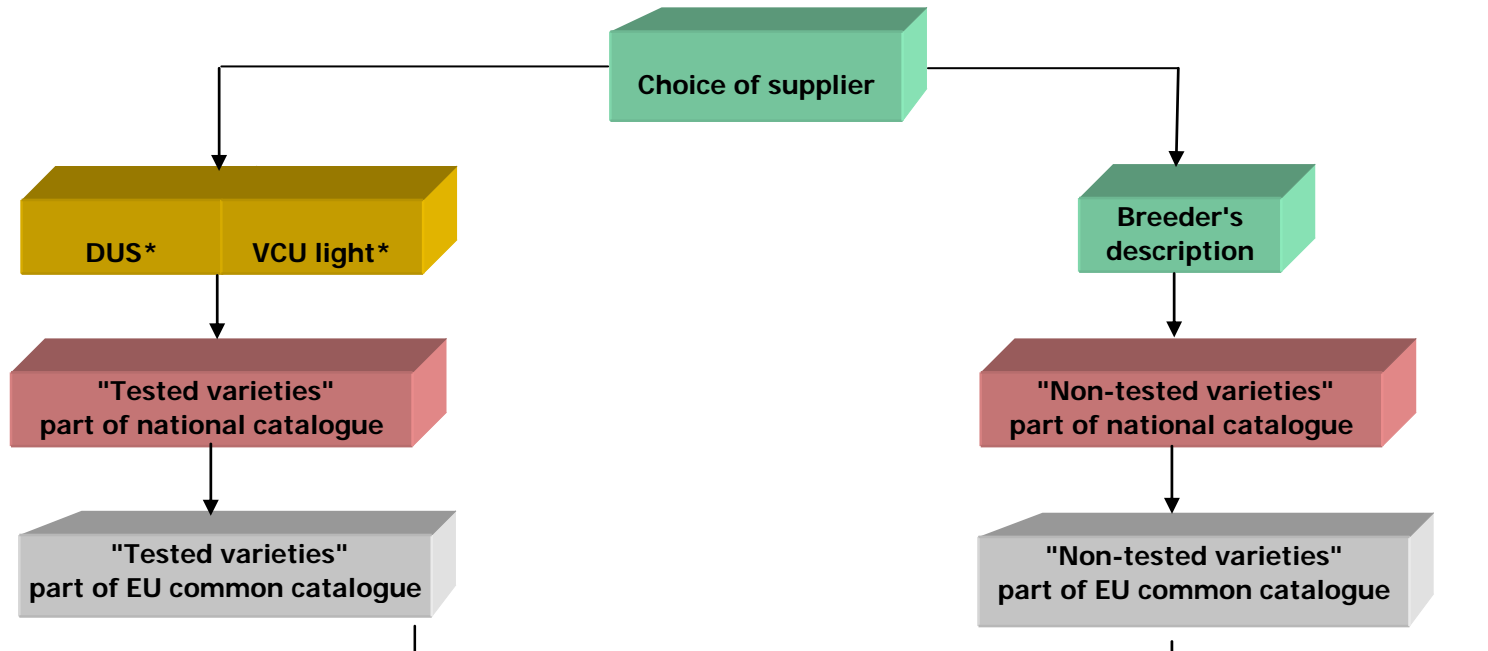 Choice of supplier
DUS*
VCU light*
Breeder's
description
"Tested varieties"
part of national catalogue
"Non-tested varieties"
part of national catalogue
"Tested varieties"
part of EU common catalogue
"Non-tested varieties"
part of EU common catalogue